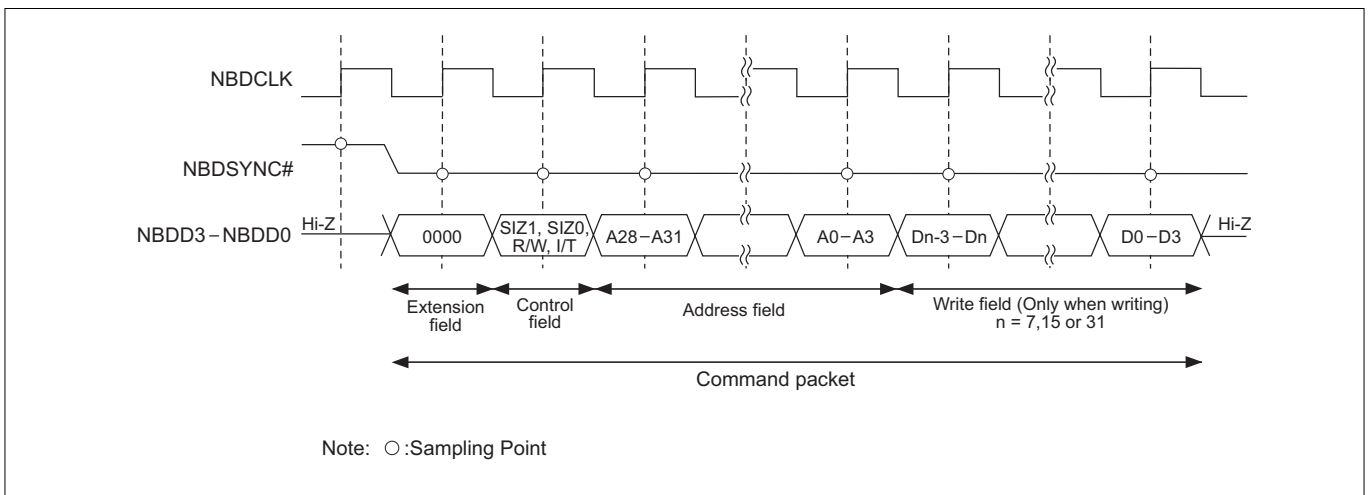 NBDCLK
NBDSYNC#
NBDD3–NBDD0
Hi-Z
0000
SIZ1, SIZ0,
R/W, I/T
A28–A31
A0–A3
Dn-3–Dn
D0–D3
Hi-Z
Extension
field
Control
field
Address field
Write field (Only when writing)
n = 7,15 or 31
Command packet
Note: ○ :Sampling Point